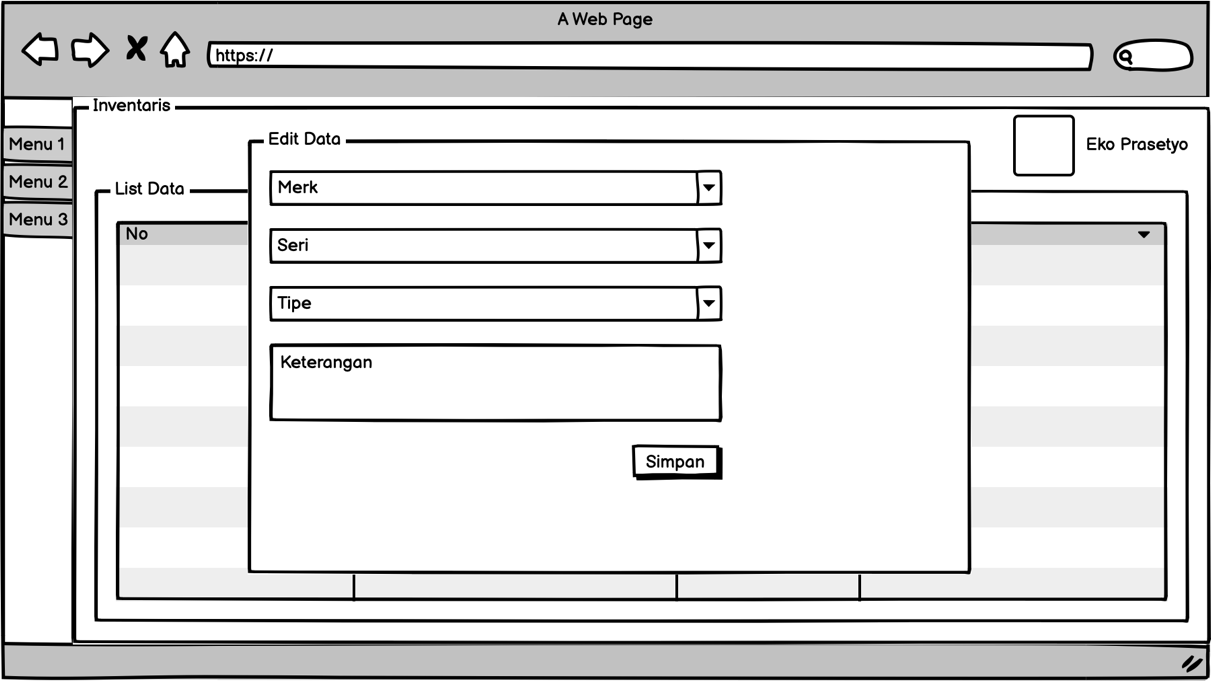 A Web Page
https://
Inventaris
Menu 1
Menu 2
Menu 3
Eko Prasetyo
List Data
No
Edit Data
Merk
Seri
Tipe
Keterangan
Simpan